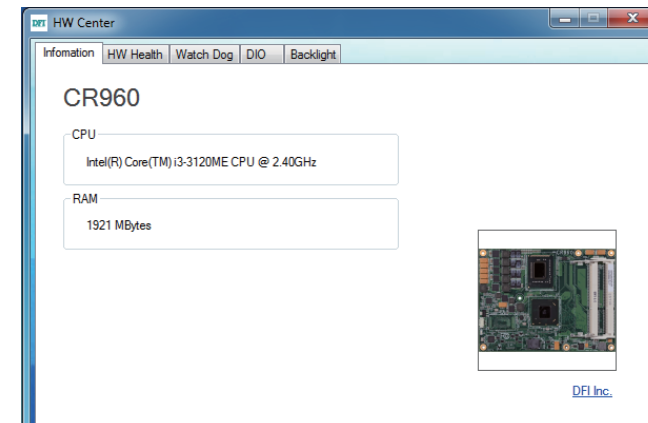 DFI HW Center
Infomation HW Health Watch Dog DIO Backlight
CR960
CPU
Intel(R) Core(TM) i3-3120ME CPU @ 2.40GHz
RAM
1921 MBytes
DFI Inc.